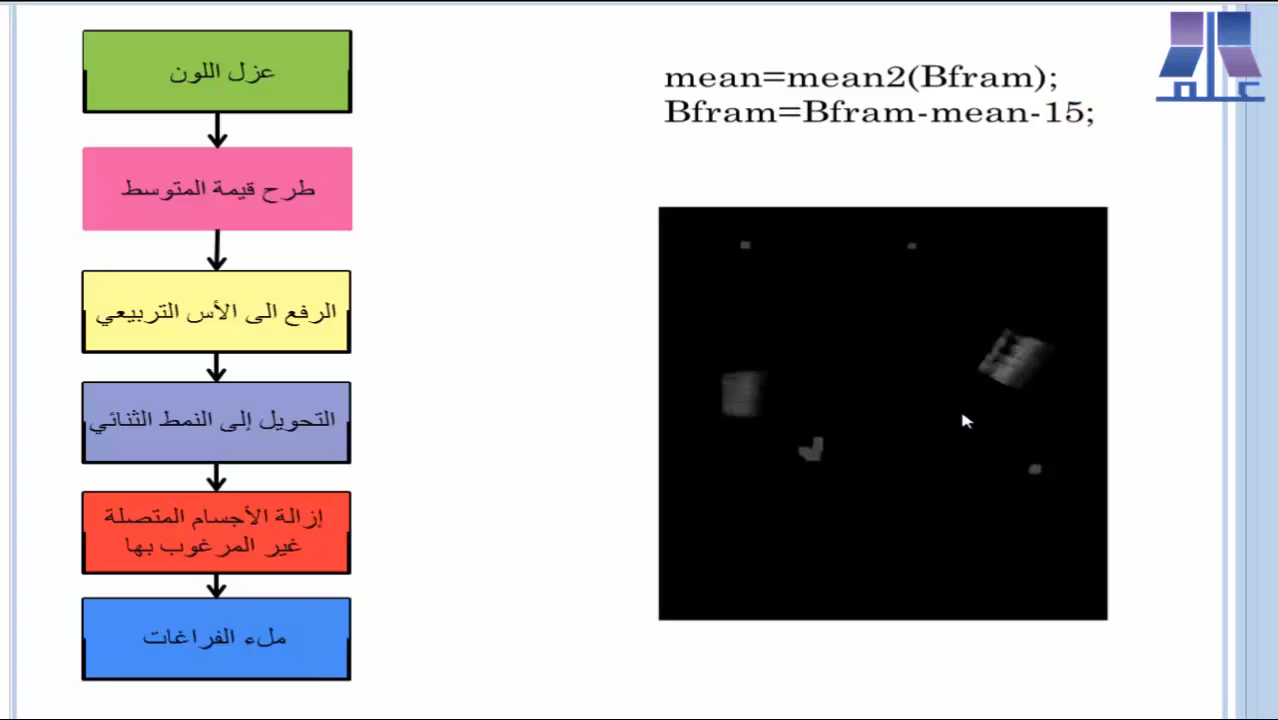 عزل اللون
طرح قيمة المتوسط
الرفع الى الأس التربيعي
التحويل إلى النمط الثنائي
إزالة الأجسام المتصلة
غير المرغوب بها
ملء الفراغات
mean=mean2(Bfram);
Bfram=Bfram-mean-15;
علم